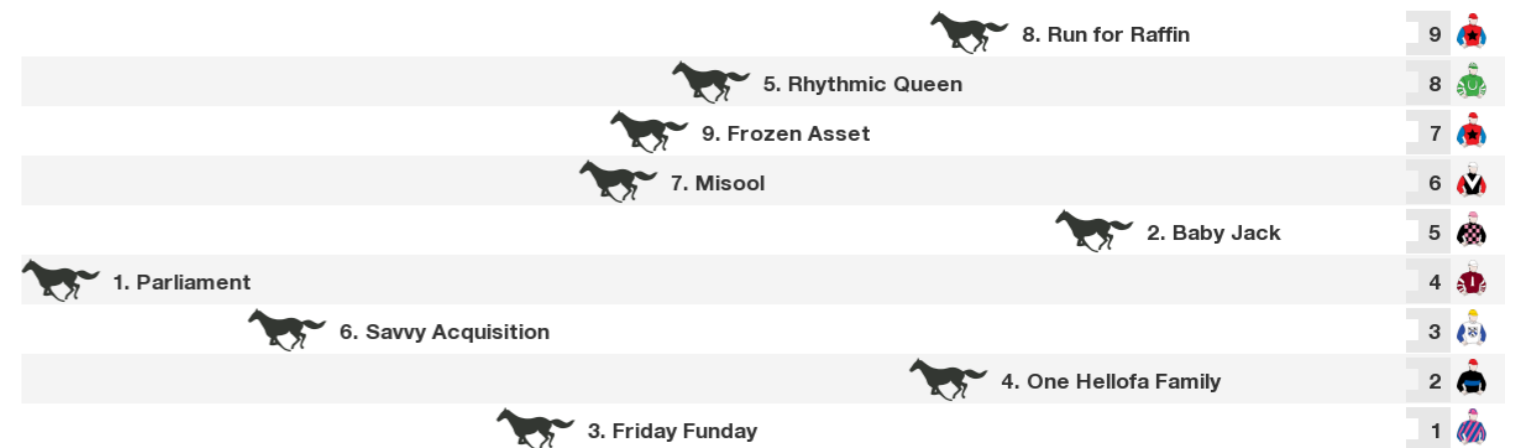 8. Run for Raffin 9
5. Rhythmic Queen 8
9. Frozen Asset 7
7. Misool 6
2. Baby Jack 5
1. Parliament 4
6. Savvy Acquisition 3
4. One Hellofa Family 2
3. Friday Funday 1